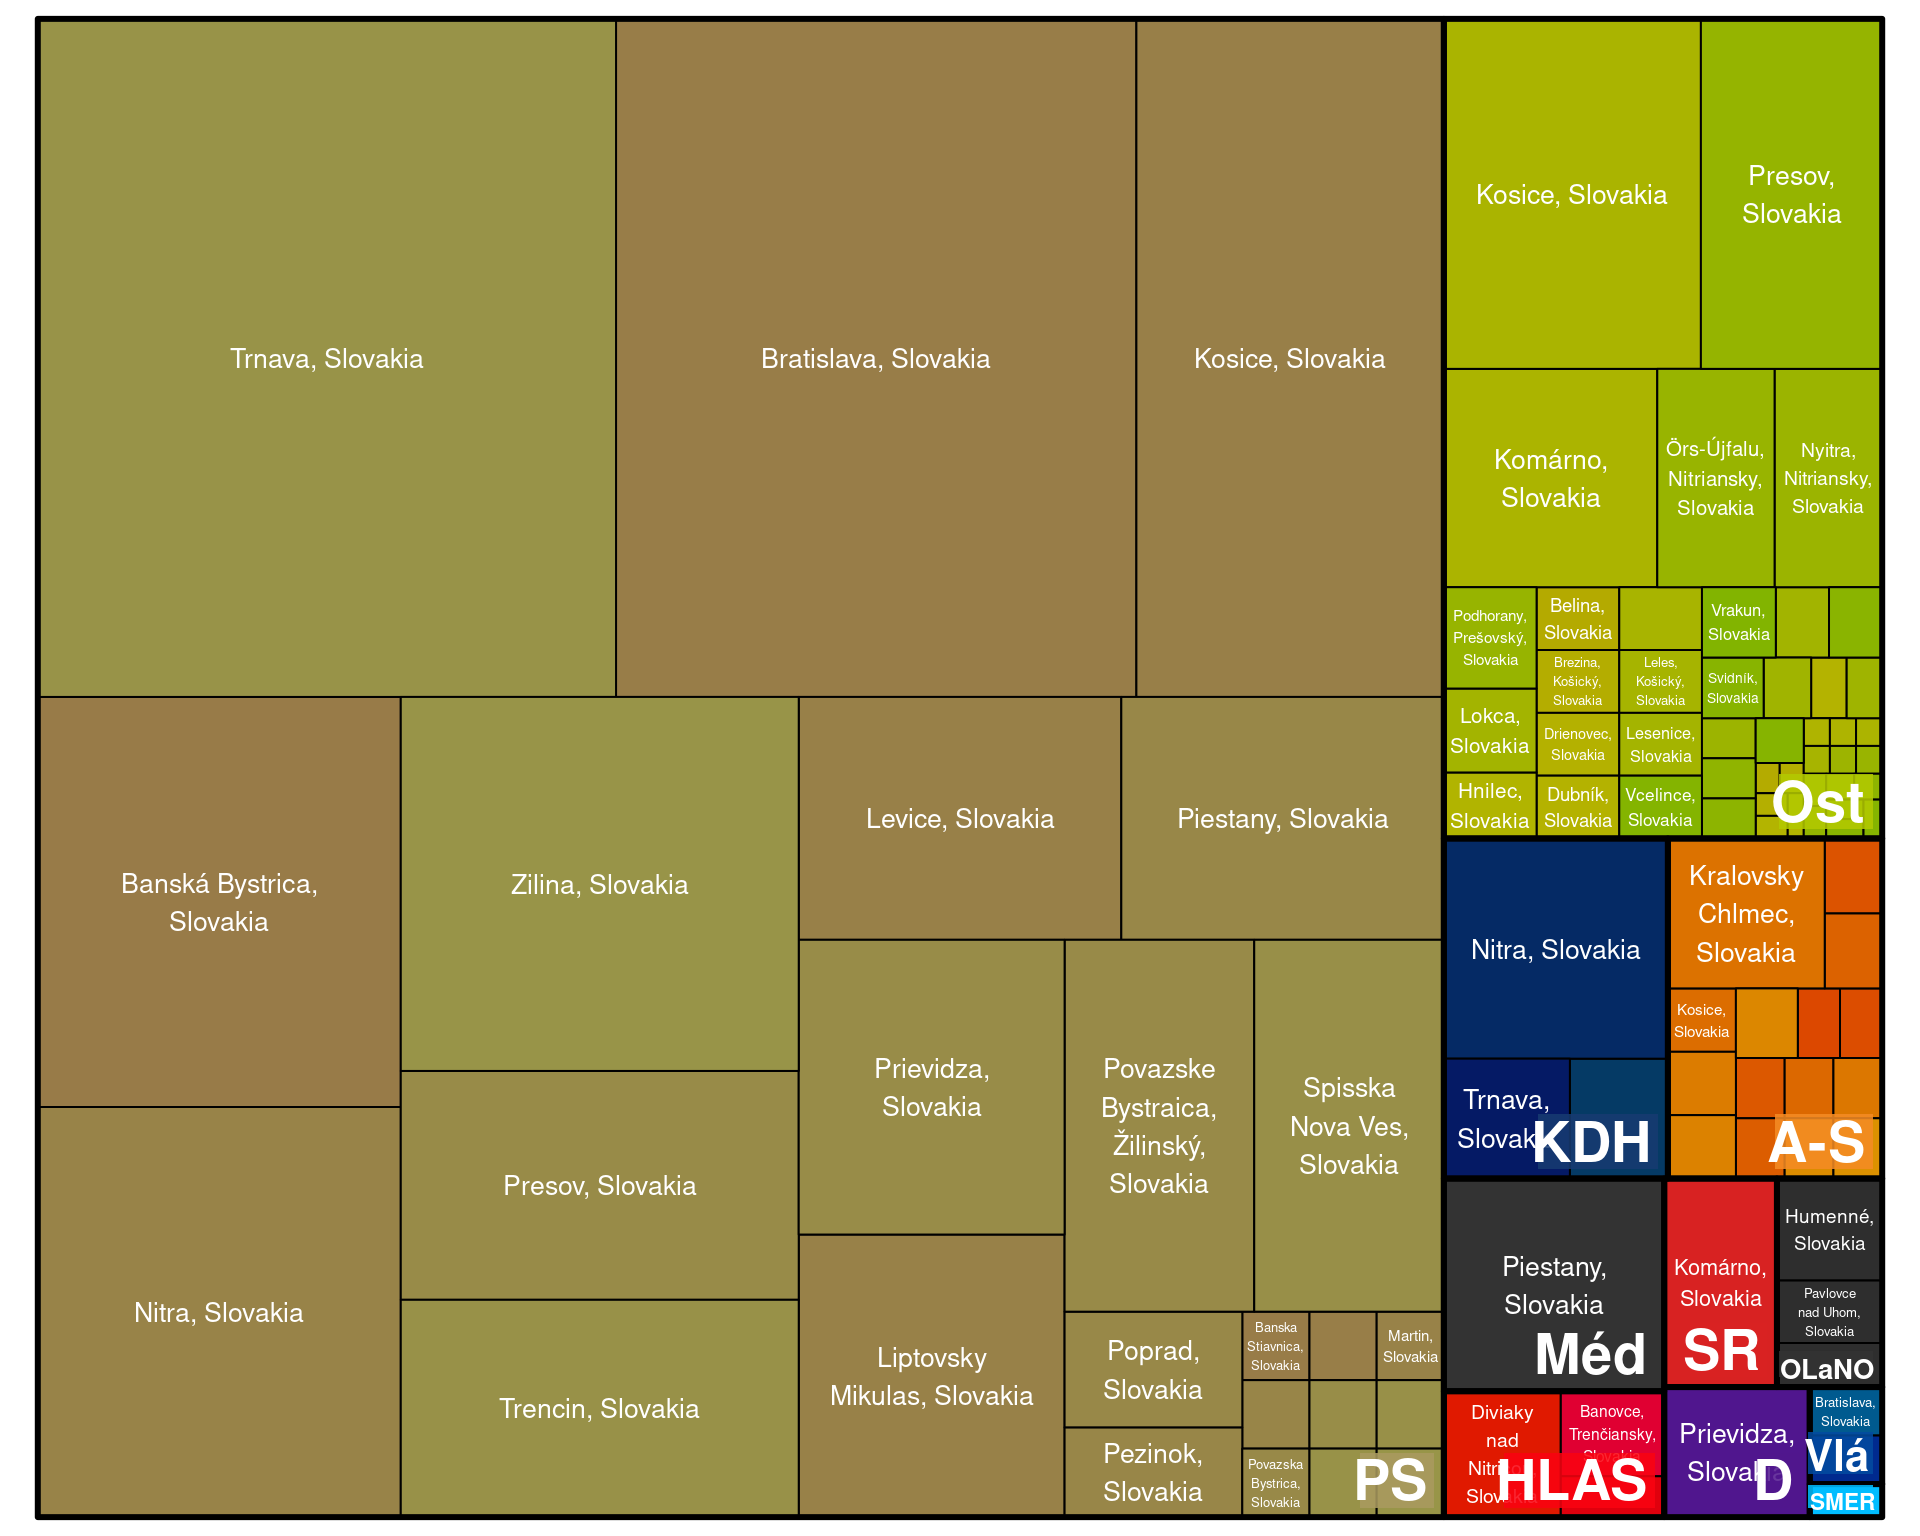 Trnava, Slovakia
Bratislava, Slovakia
Kosice, Slovakia
Banská Bystrica,
Slovakia
Zilina, Slovakia
Levice, Slovakia
Piestany, Slovakia
Nitra, Slovakia
Presov, Slovakia
Trencin, Slovakia
Prievidza,
Slovakia
Povazske
Bystraica,
Žilinský,
Slovakia
Spisska
Nova Ves,
Slovakia
Liptovsky
Mikulas, Slovakia
Poprad,
Slovakia
Pezinok,
Slovakia
Banska
Stiavnica,
Slovakia
Martin,
Slovakia
Povazska
Bystrica,
Slovakia
PS
Kosice, Slovakia
Presov,
Slovakia
Komárno,
Slovakia
Örs-Újfalu,
Nitriansky,
Slovakia
Nyitra,
Nitriansky,
Slovakia
Podhorany,
Prešovský,
Slovakia
Lokca,
Slovakia
Hnilec,
Slovakia
Belina,
Slovakia
Brezina,
Košický,
Slovakia
Drienovec,
Slovakia
Dubník,
Slovakia
Leles,
Košický,
Slovakia
Lesenice,
Slovakia
Vcelince,
Slovakia
Vrakun,
Slovakia
Svidník,
Slovakia
Ost
Nitra, Slovakia
Trnava,
KDH
Kralovsky
Chlmec,
Slovakia
Kosice,
Slovakia
A-S
Piestany,
Slovakia
Méd
Komárno,
Slovakia
SR
Humenné,
Slovakia
Pavlovce
nad Uhom,
Slovakia
OLaNO
Diviaky
nad
Banovce,
Trenčiansky,
Slovakia
HLAS
Prievidza,
Slovakia
D
Bratislava,
Slovakia
Vlá
SMER